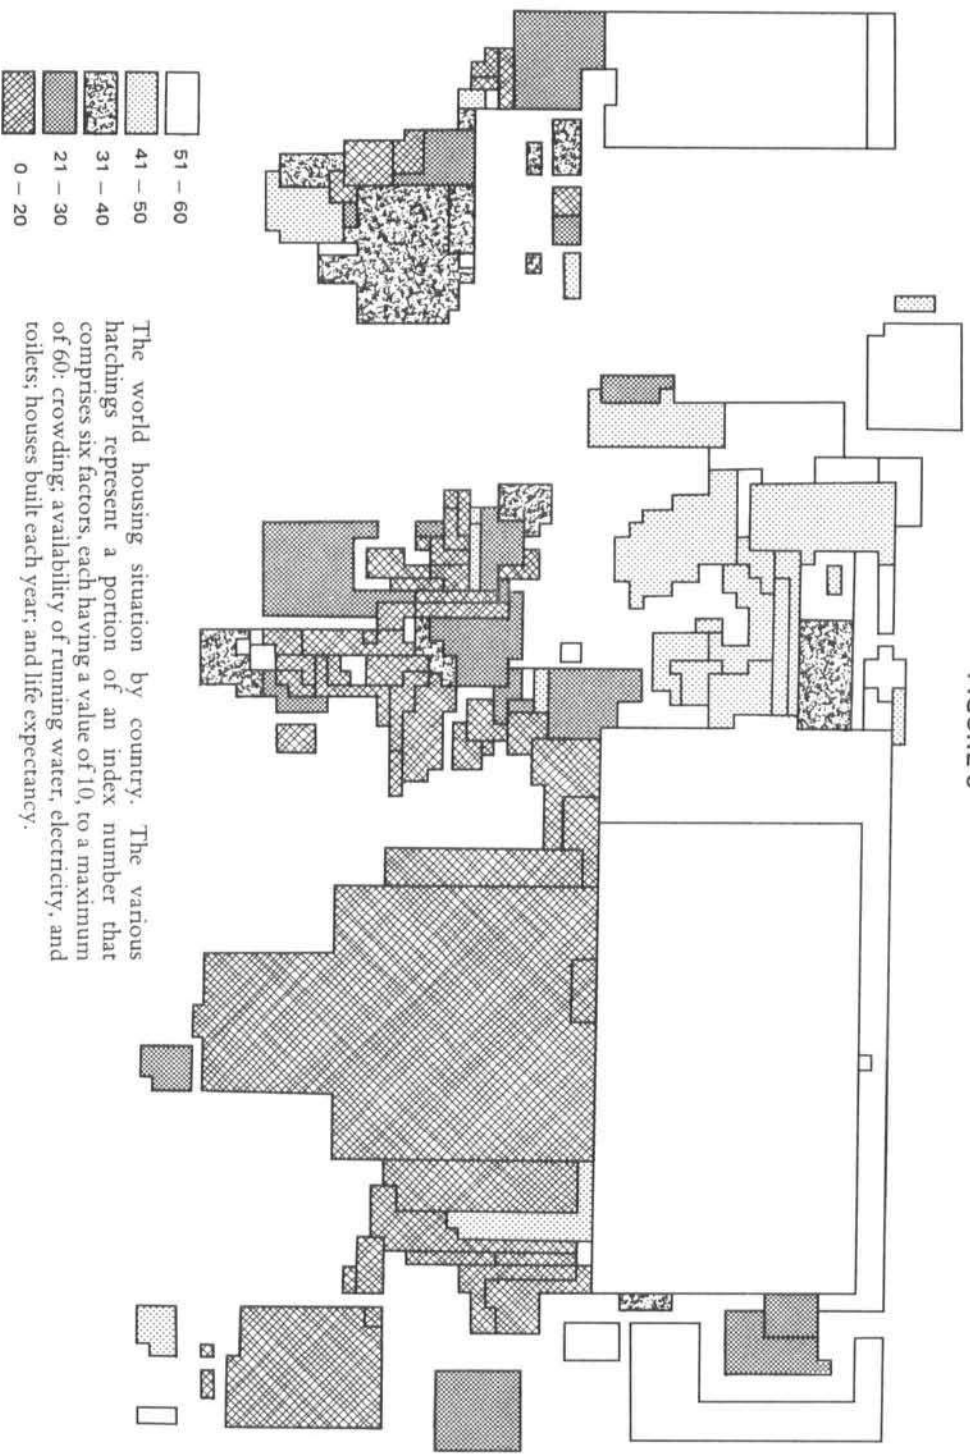 51 – 60
41 – 50
31 – 40
21 – 30
0 – 20
The world housing situation by country. The various
hatchings represent a portion of an index number that
comprises six factors, each having a value of 10, to a maximum
of 60: crowding; availability of running water, electricity, and
toilets; houses built each year; and life expectancy.